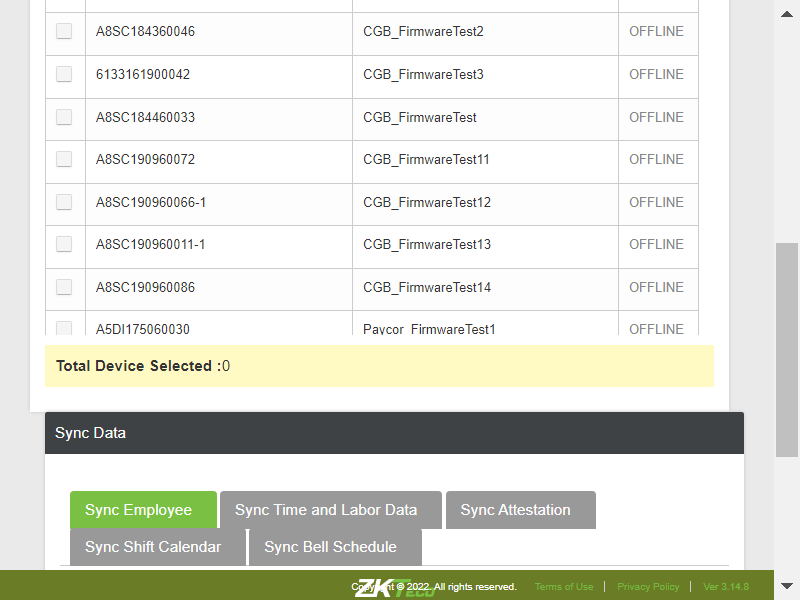 A8SC184360046 CGB_FirmwareTest2 OFFLINE
6133161900042 CGB_FirmwareTest3 OFFLINE
A8SC184460033 CGB_FirmwareTest OFFLINE
A8SC190960072 CGB_FirmwareTest11 OFFLINE
A8SC190960066-1 CGB_FirmwareTest12 OFFLINE
A8SC190960011-1 CGB_FirmwareTest13 OFFLINE
A8SC190960086 CGB_FirmwareTest14 OFFLINE
A5DI175060030 Paycor_FirmwareTest1 OFFLINE
Total Device Selected :0
Sync Data
Sync Employee Sync Time and Labor Data Sync Attestation
Sync Shift Calendar Sync Bell Schedule
ZKTeco
Copyright © 2022. All rights reserved. Terms of Use | Privacy Policy | Ver 3.14.8